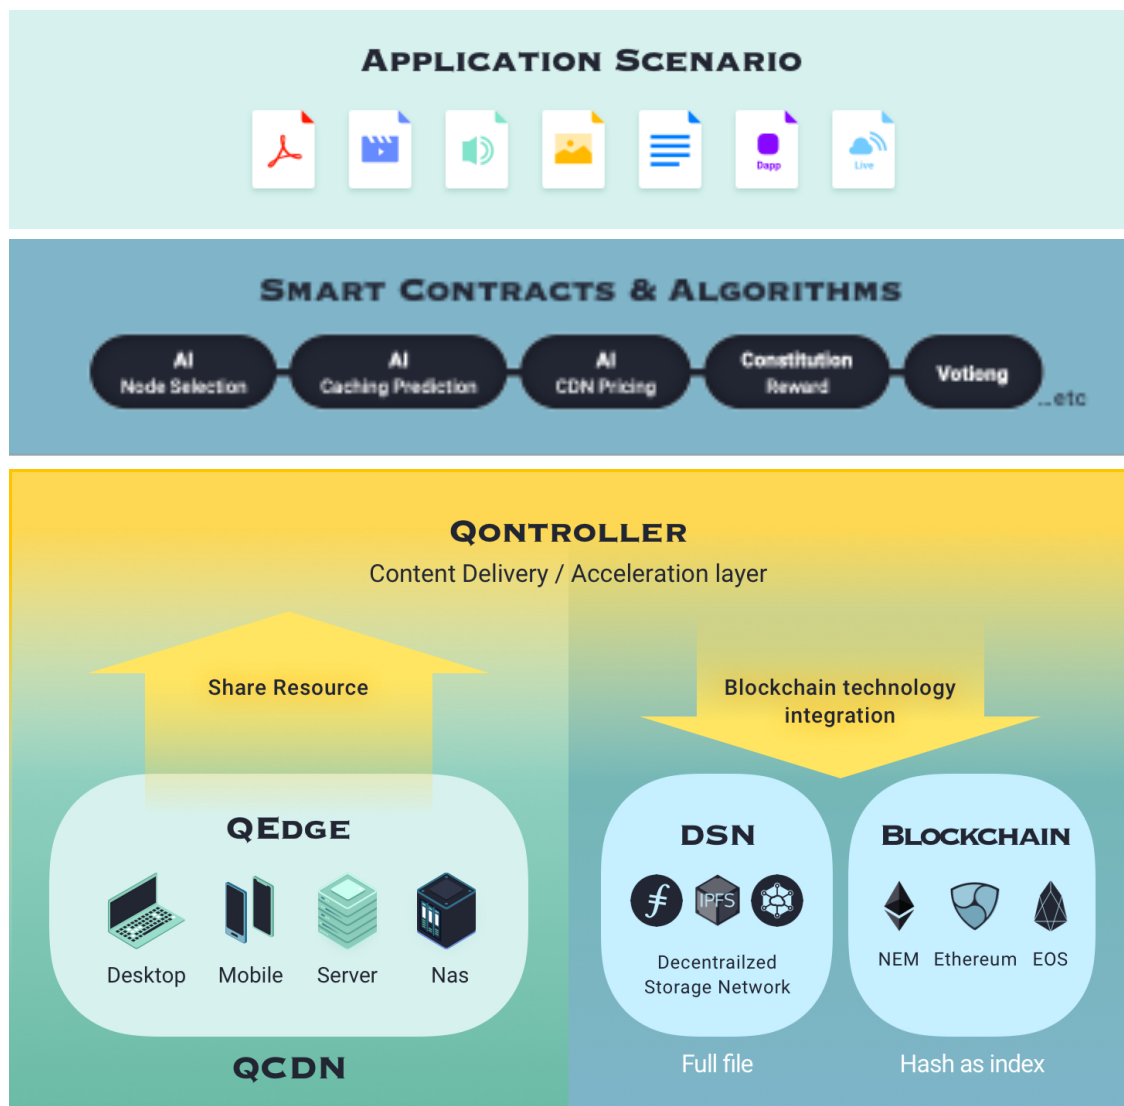 APPLICATION SCENARIO
Dapp
Live
SMART CONTRACTS & ALGORITHMS
AI
Node Selection
AI
Caching Prediction
AI
CDN Pricing
Constitution
Reward
Votieng
...etc
QONTROLLER
Content Delivery / Acceleration layer
Share Resource
Blockchain technology
integration
QEDGE
Desktop
Mobile
Server
Nas
QCDN
DSN
IPFS
Decentrailzed
Storage Network
Full file
BLOCKCHAIN
NEM
Ethereum
EOS
Hash as index